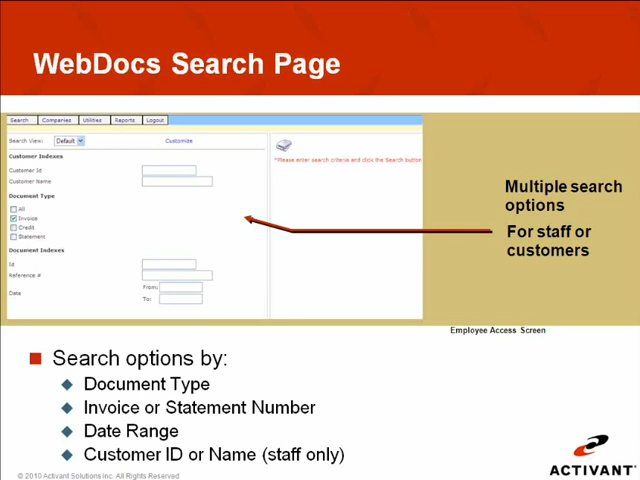 WebDocs Search Page
Search Companies Utilities Reports Logout
Search View: Default Customize
Customer Indexes
Customer Id
Customer Name
Document Type
All
Invoice
Credit
Statement
Document Indexes
Id
Reference #
Date From:
To:
*Please enter search criteria and click the Search button
Multiple search
options
For staff or
customers
Employee Access Screen
Search options by:
Document Type
Invoice or Statement Number
Date Range
Customer ID or Name (staff only)
© 2010 Activant Solutions Inc. All Rights Reserved
ACTIVANT